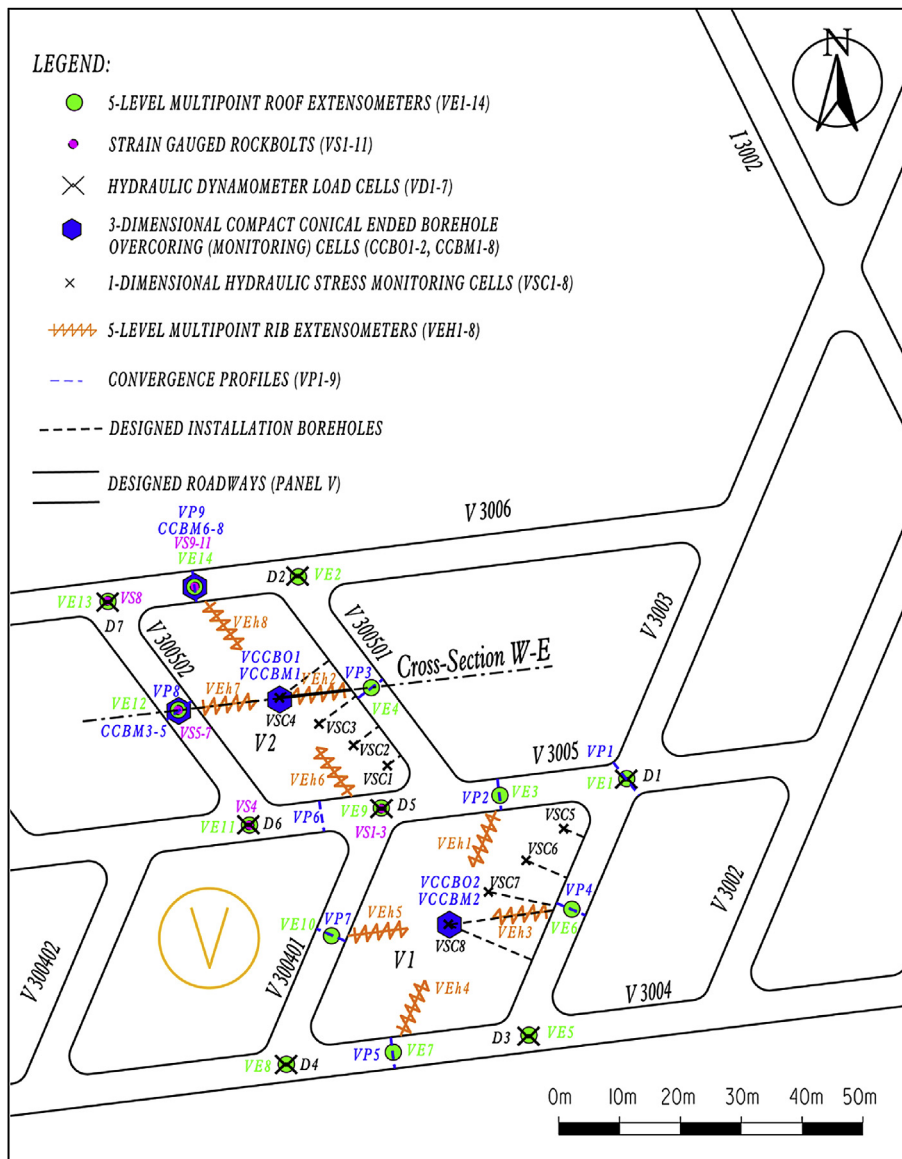 N
LEGEND:
5-LEVEL MULTIPOINT ROOF EXTENSOMETERS (VE1-14)
STRAIN GAUGED ROCKBOLTS (VS1-11)
HYDRAULIC DYNAMOMETER LOAD CELLS (VD1-7)
3-DIMENSIONAL COMPACT CONICAL ENDED BOREHOLE
OVERCORING (MONITORING) CELLS (CCBO1-2, CCBM1-8)
1-DIMENSIONAL HYDRAULIC STRESS MONITORING CELLS (VSC1-8)
5-LEVEL MULTIPOINT RIB EXTENSOMETERS (VEH1-8)
CONVERGENCE PROFILES (VP1-9)
DESIGNED INSTALLATION BOREHOLES
DESIGNED ROADWAYS (PANEL V)
I 3002
V 3006
VP9
CCBM6-8
VS9-11
VE14
D2 VE2
VE13 VS8
D7
V 300502
VEh8
V 300501
V 3003
VCCBO1
VCCBM1
VEh2
VP3
Cross-Section W-E
VE12
VP8
VEh7
VE4
CCBM3-5
VS5-7
VSC4
VSC3
V2
VSC2
VSC1
VEh6
V 3005
VP1
VE1 D1
VP2 VE3
VS4
VE11 D6
VP6
VE9 D5
VS1-3
VSC5
VSC6
VEh1
VSC7
V 3002
VCCBO2
VCCBM2
VP4
VE10
VP7
VEh5
VEh3
VE6
VSC8
V
V1
V 300402
V 300401
VEh4
V 3004
D3 VE5
VP5 VE7
VE8 D4
0m 10m 20m 30m 40m 50m